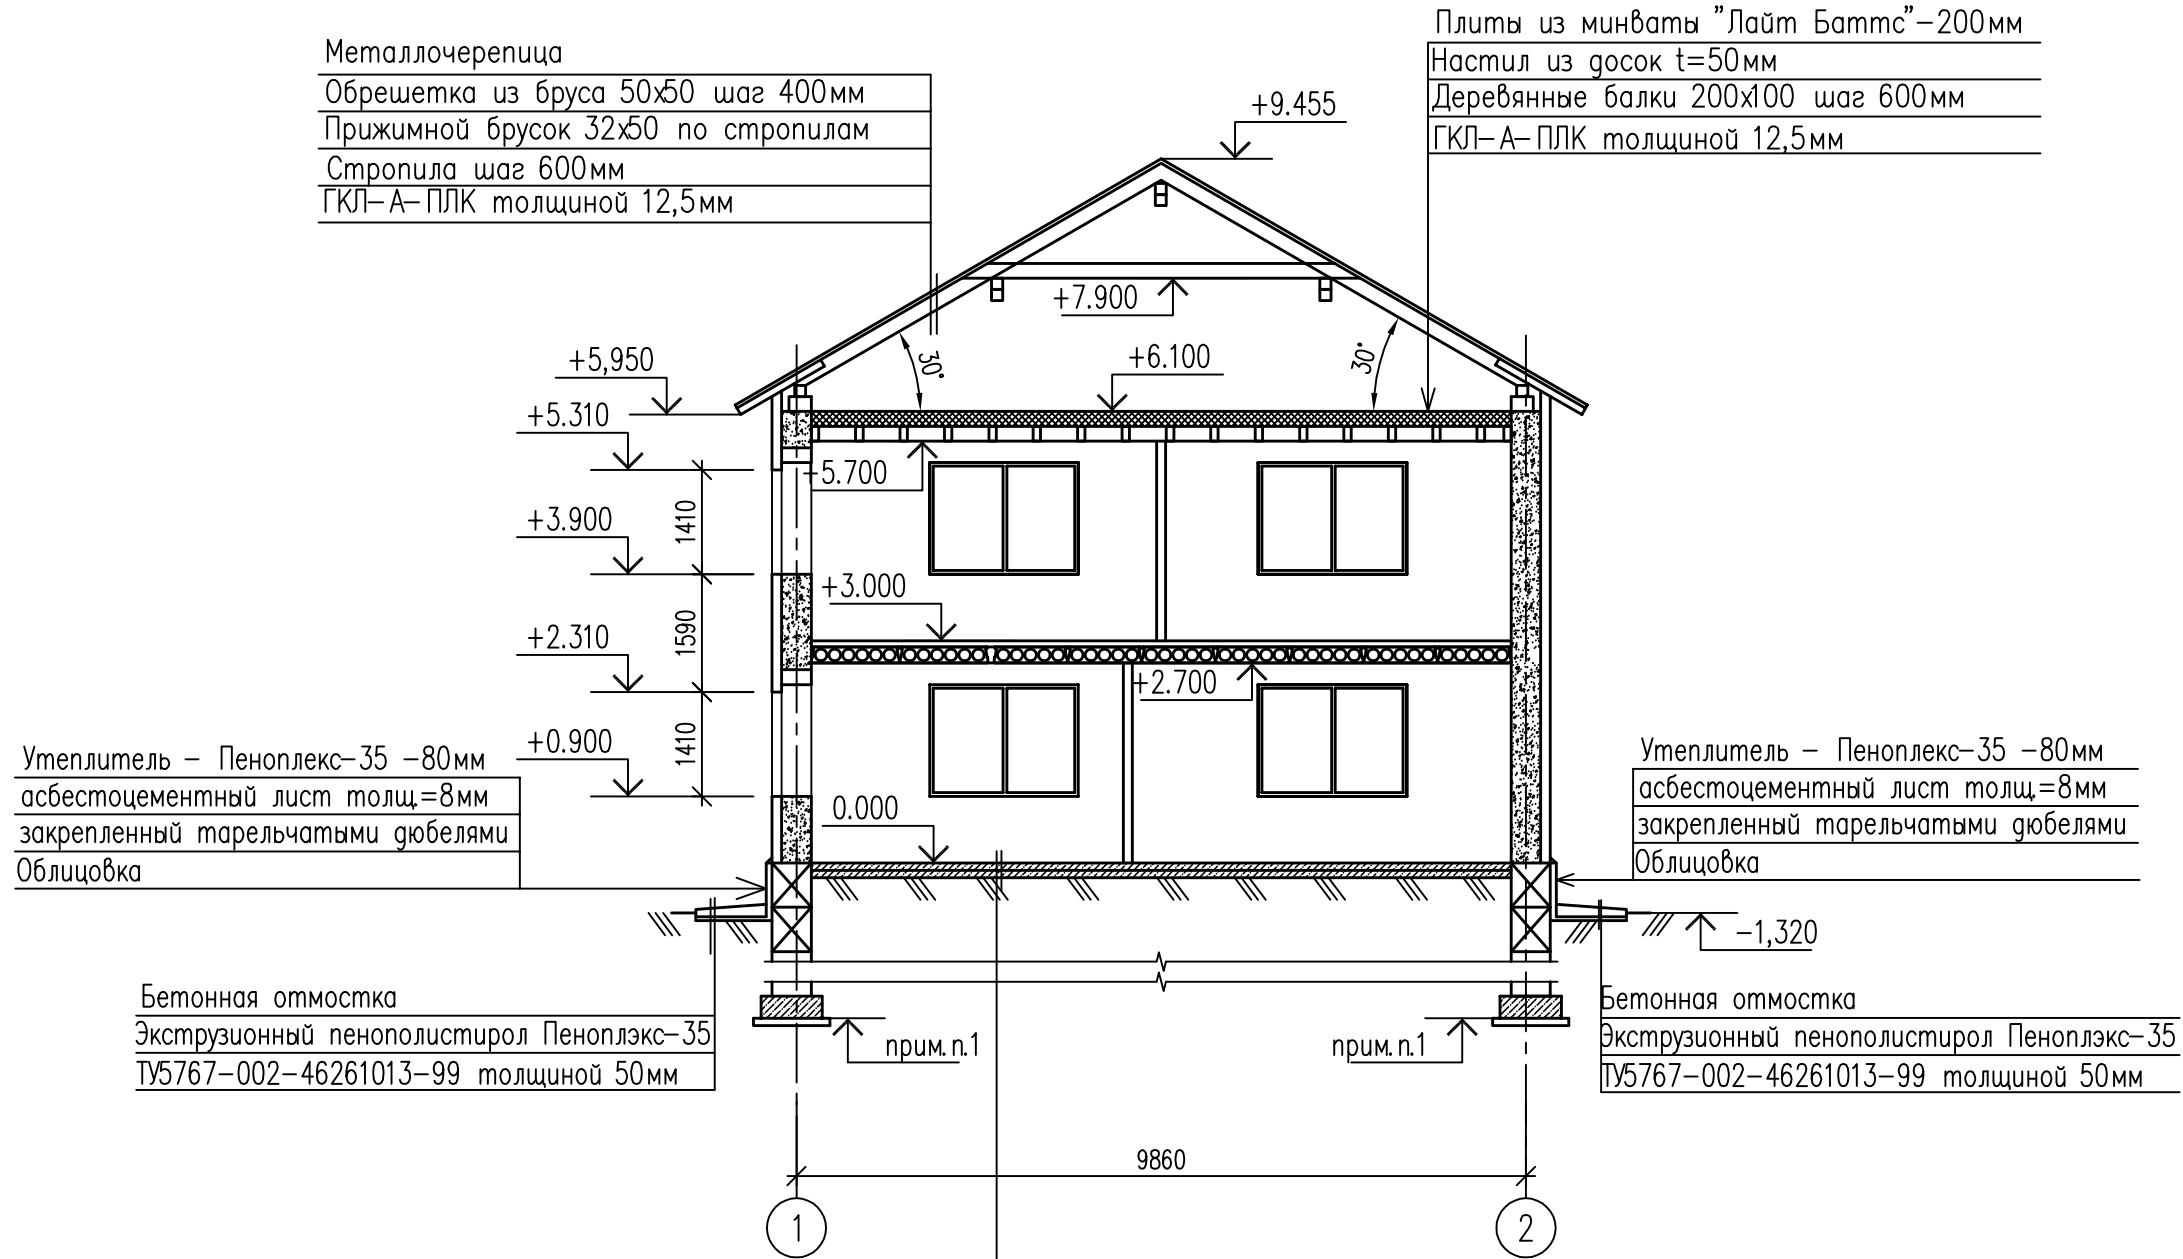 Металлочерепица
Обрешетка из бруса 50х50 шаг 400мм
Прижимной брусок 32х50 по стропилам
Стропила шаг 600мм
ГКЛ-А-ПЛК толщиной 12,5мм
Плиты из минваты "Лайт Баттс"-200мм
Настил из досок t=50мм
Деревянные балки 200х100 шаг 600мм
ГКЛ-А-ПЛК толщиной 12,5мм
+9.455
+7.900
30°
30°
+6.100
+5,950
+5.310
+5.700
1410
+3.900
+3.000
1590
+2.310
+2.700
1410
+0.900
0.000
Утеплитель - Пеноплекс-35 -80мм
асбестоцементный лист толщ.=8мм
закрепленный тарельчатыми дюбелями
Облицовка
Утеплитель - Пеноплекс-35 -80мм
асбестоцементный лист толщ.=8мм
закрепленный тарельчатыми дюбелями
Облицовка
-1,320
Бетонная отмостка
Экструзионный пенополистирол Пеноплэкс-35
ТУ5767-002-46261013-99 толщиной 50мм
прим.п.1
прим.п.1
Бетонная отмостка
Экструзионный пенополистирол Пеноплэкс-35
ТУ5767-002-46261013-99 толщиной 50мм
9860
1
2